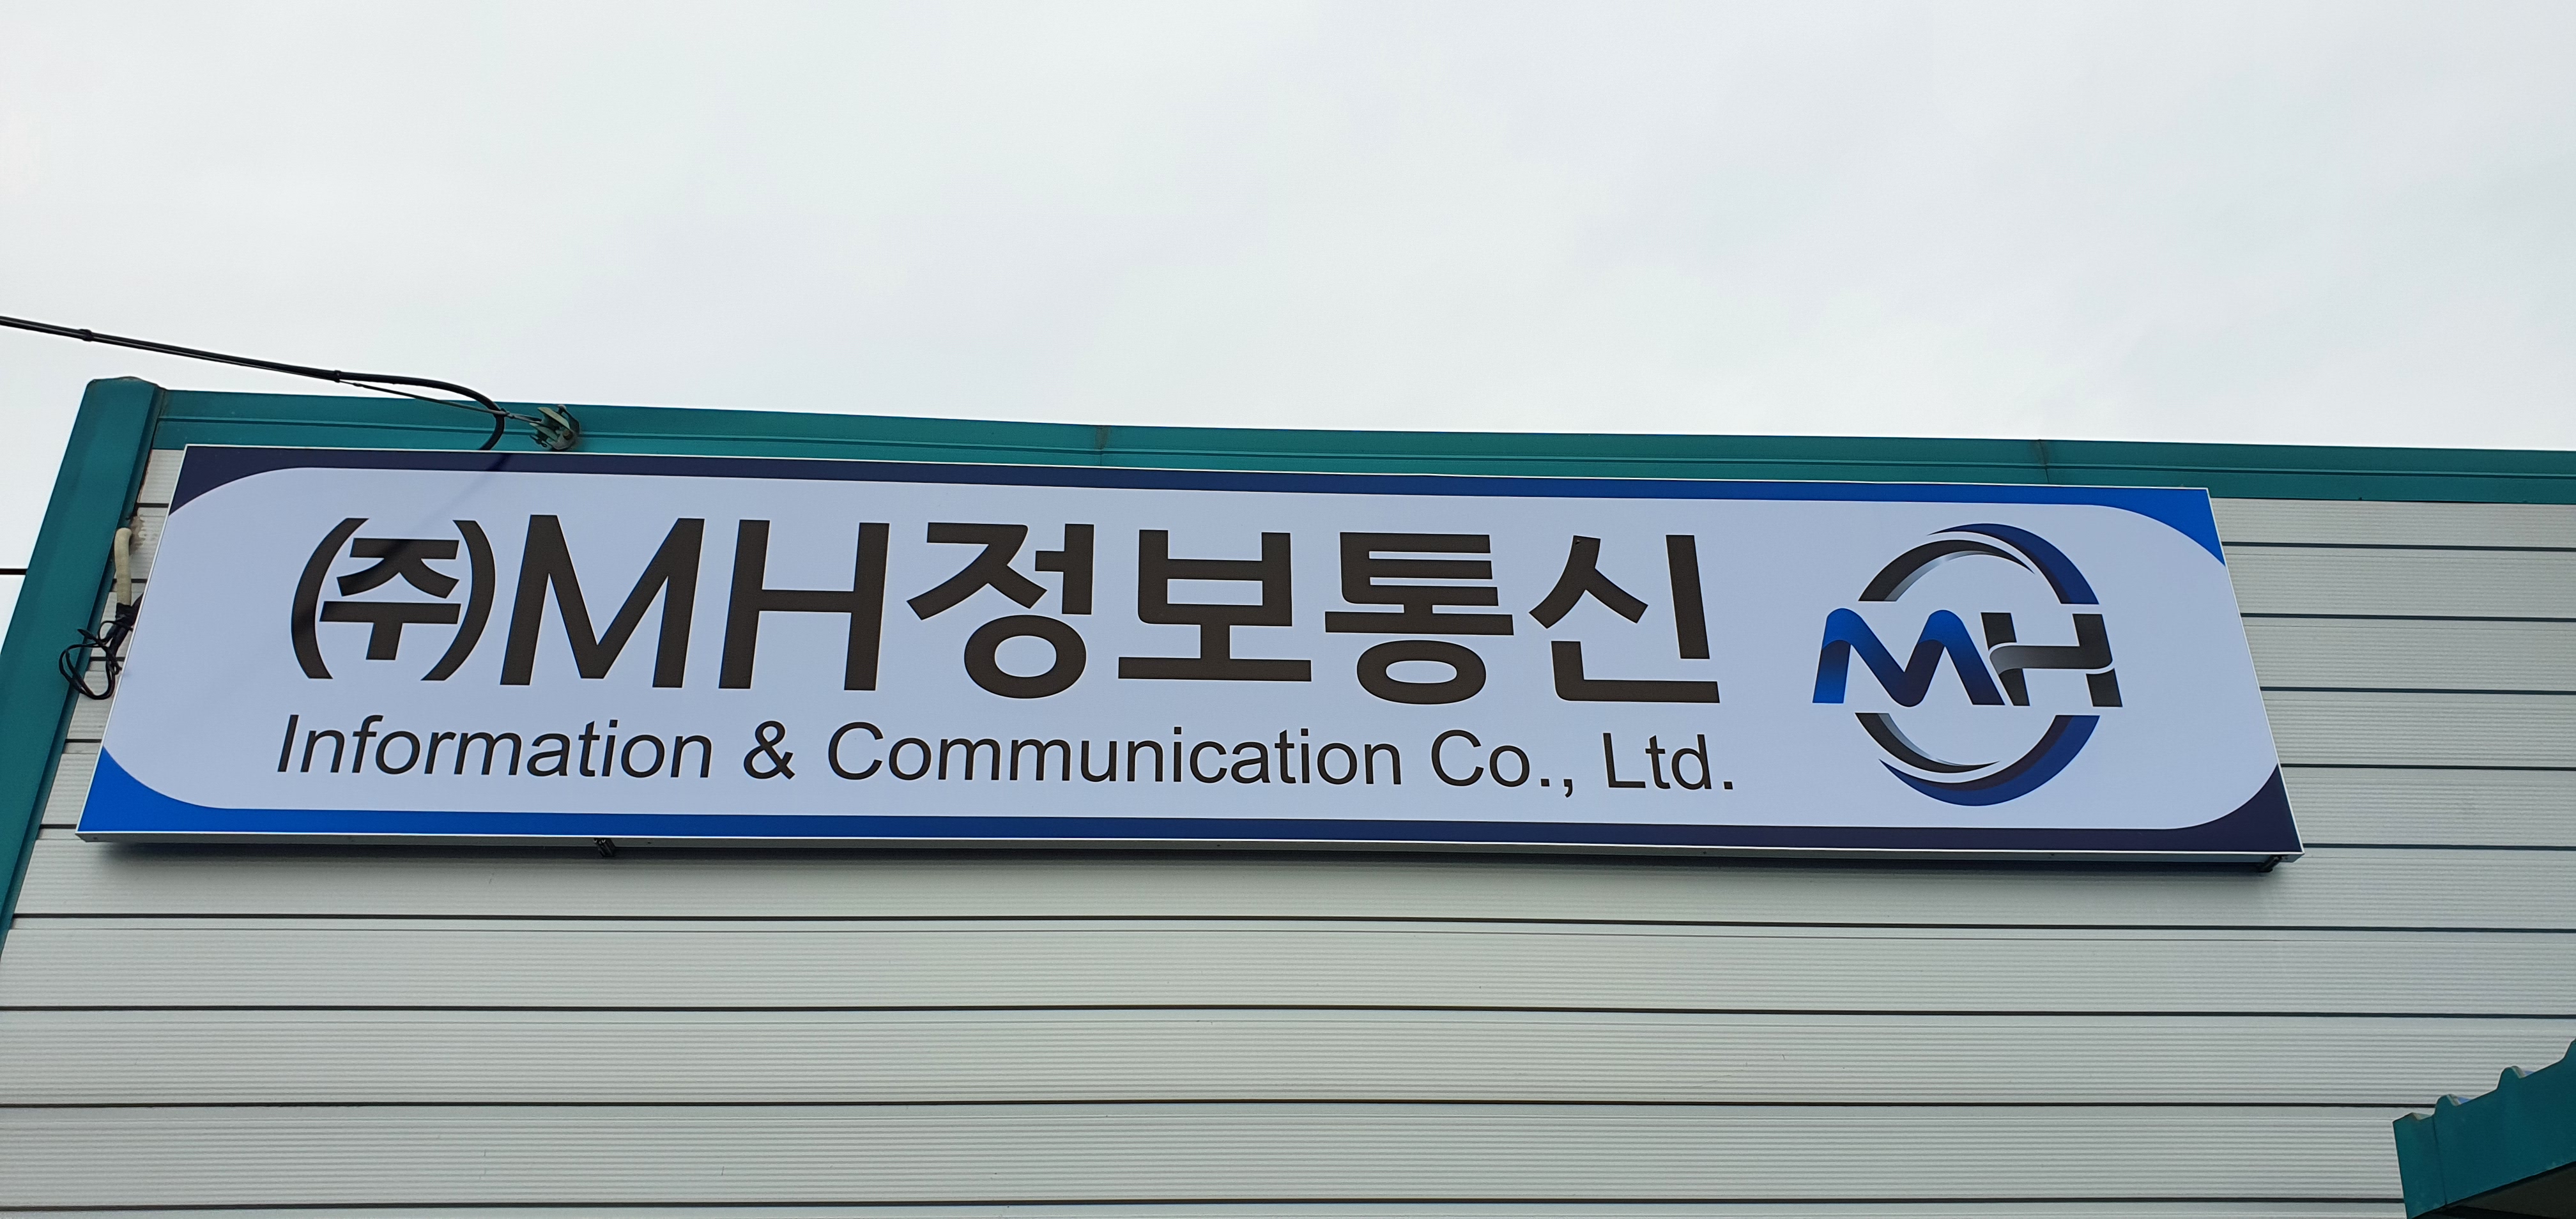 ㈜MH정보통신
Information & Communication Co., Ltd.
MH